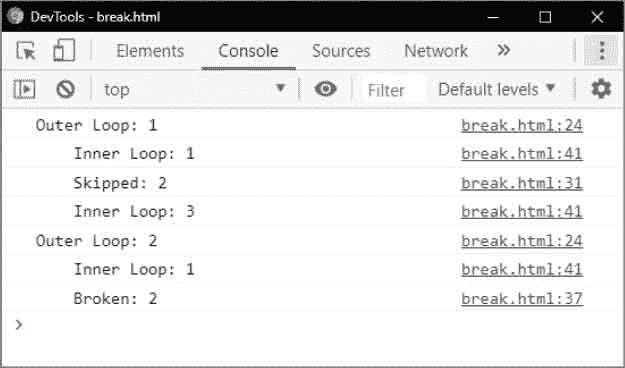 DevTools - break.html
Elements Console Sources Network »
top Filter Default levels
Outer Loop: 1 break.html:24
Inner Loop: 1 break.html:41
Skipped: 2 break.html:31
Inner Loop: 3 break.html:41
Outer Loop: 2 break.html:24
Inner Loop: 1 break.html:41
Broken: 2 break.html:37
>